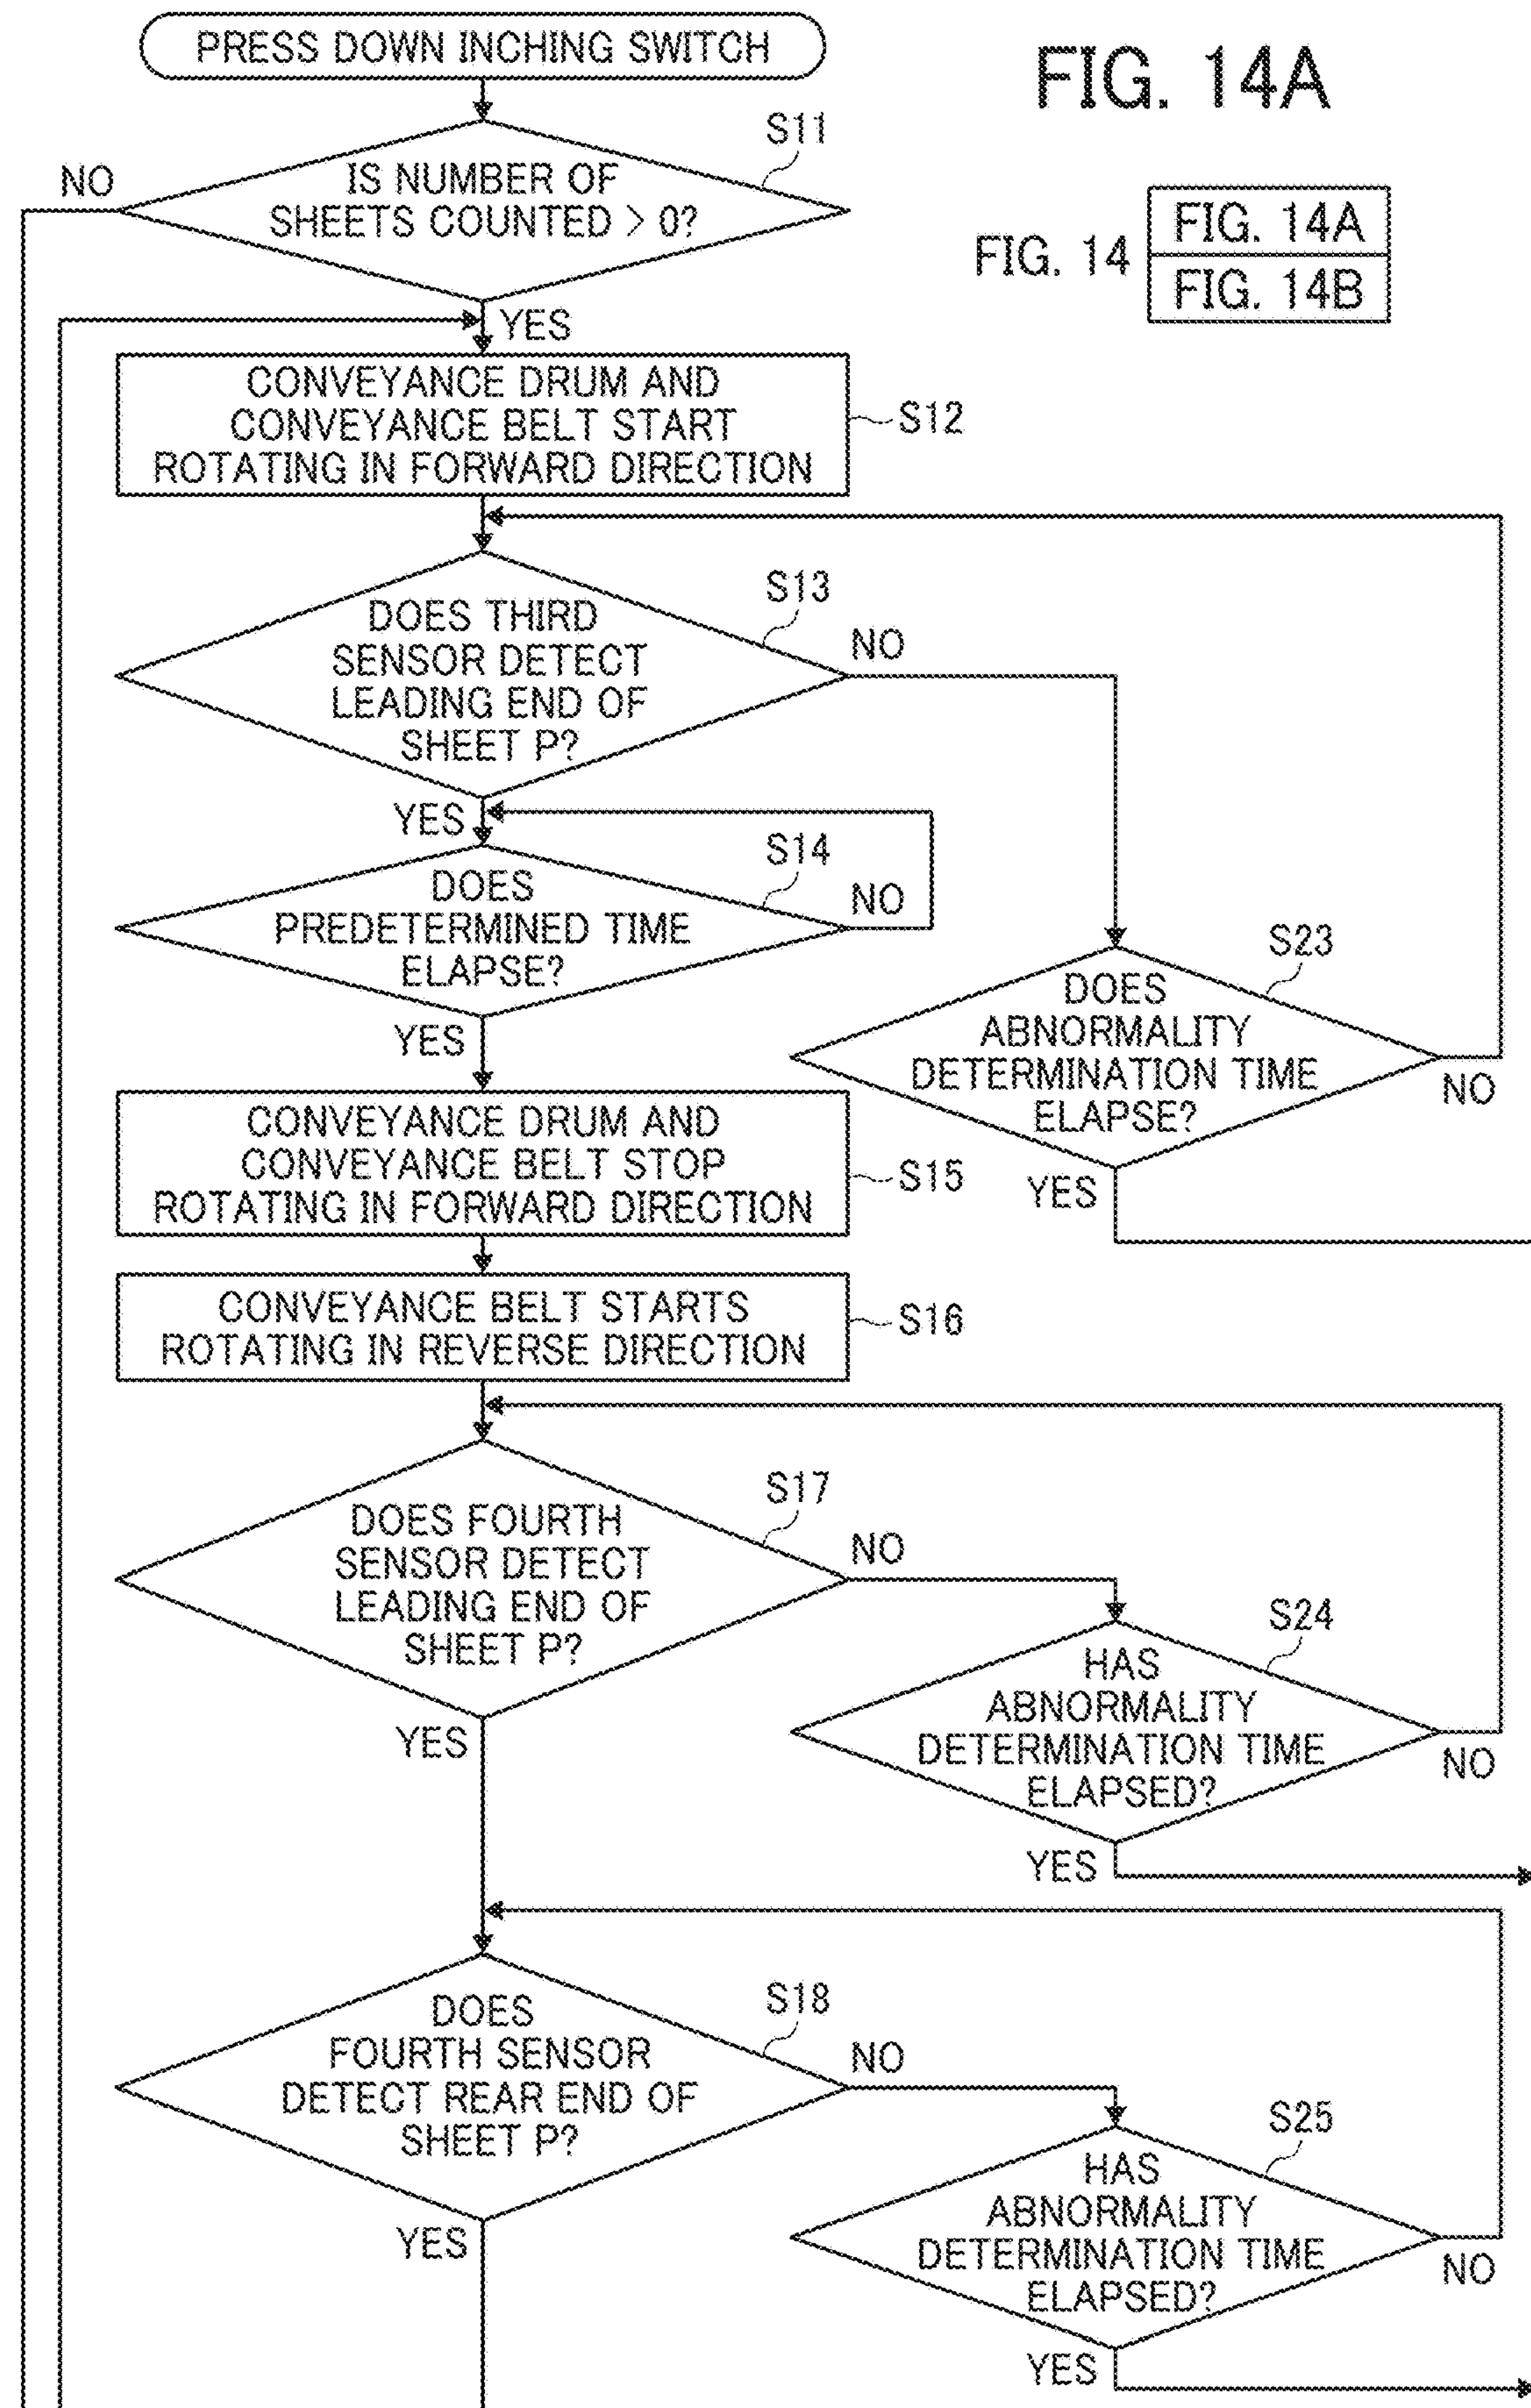 PRESS DOWN INCHING SWITCH
FIG. 14A
S11
NO
IS NUMBER OF
SHEETS COUNTED > 0?
FIG. 14
FIG. 14A
FIG. 14B
YES
CONVEYANCE DRUM AND
CONVEYANCE BELT START
ROTATING IN FORWARD DIRECTION
S12
S13
DOES THIRD
SENSOR DETECT
LEADING END OF
SHEET P?
NO
YES
S14
DOES
PREDETERMINED TIME
ELAPSE?
NO
YES
S23
DOES
ABNORMALITY
DETERMINATION TIME
ELAPSE?
NO
YES
CONVEYANCE DRUM AND
CONVEYANCE BELT STOP
ROTATING IN FORWARD DIRECTION
S15
CONVEYANCE BELT STARTS
ROTATING IN REVERSE DIRECTION
S16
S17
DOES FOURTH
SENSOR DETECT
LEADING END OF
SHEET P?
NO
YES
S24
HAS
ABNORMALITY
DETERMINATION TIME
ELAPSED?
NO
YES
S18
DOES
FOURTH SENSOR
DETECT REAR END OF
SHEET P?
NO
YES
S25
HAS
ABNORMALITY
DETERMINATION TIME
ELAPSED?
NO
YES